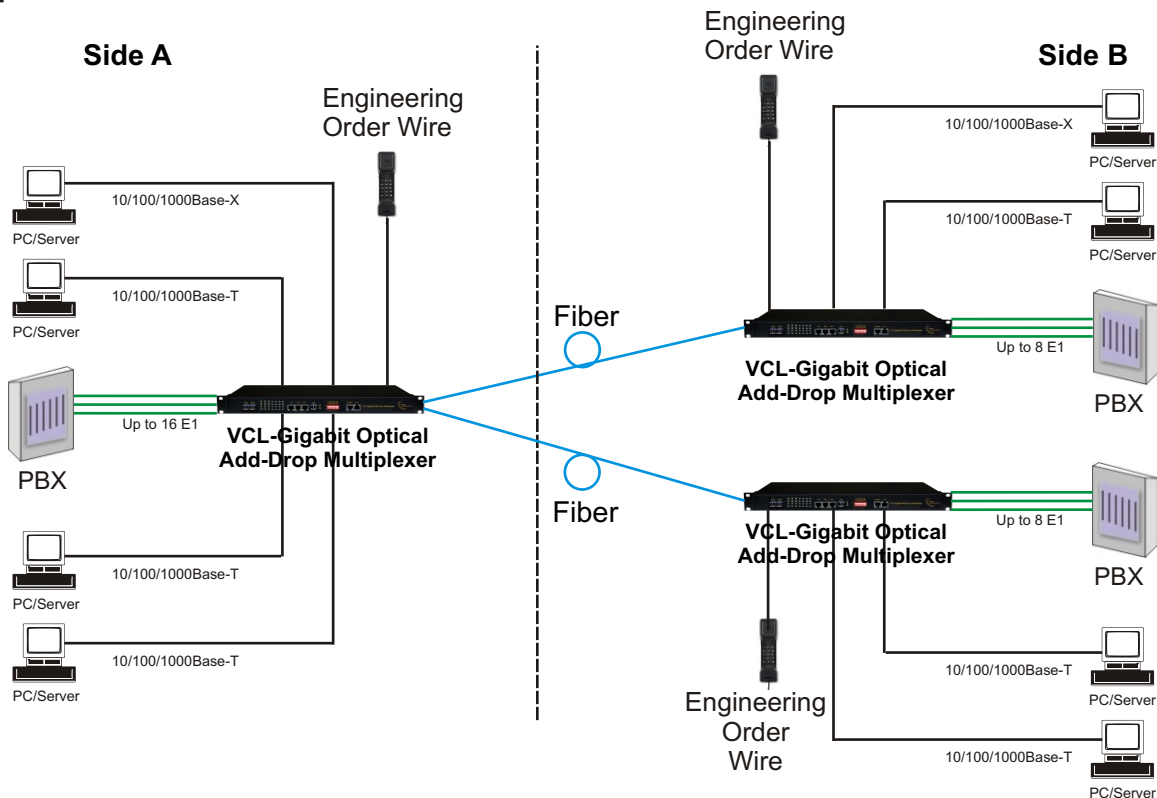 Side A
Engineering
Order Wire
10/100/1000Base-X
PC/Server
10/100/1000Base-T
PC/Server
Up to 16 E1
PBX
VCL-Gigabit Optical
Add-Drop Multiplexer
10/100/1000Base-T
PC/Server
10/100/1000Base-T
PC/Server
Fiber
Fiber
Side B
Engineering
Order Wire
10/100/1000Base-X
PC/Server
10/100/1000Base-T
PC/Server
VCL-Gigabit Optical
Add-Drop Multiplexer
Up to 8 E1
PBX
VCL-Gigabit Optical
Add-Drop Multiplexer
Up to 8 E1
PBX
Engineering
Order
Wire
10/100/1000Base-T
PC/Server
10/100/1000Base-T
PC/Server